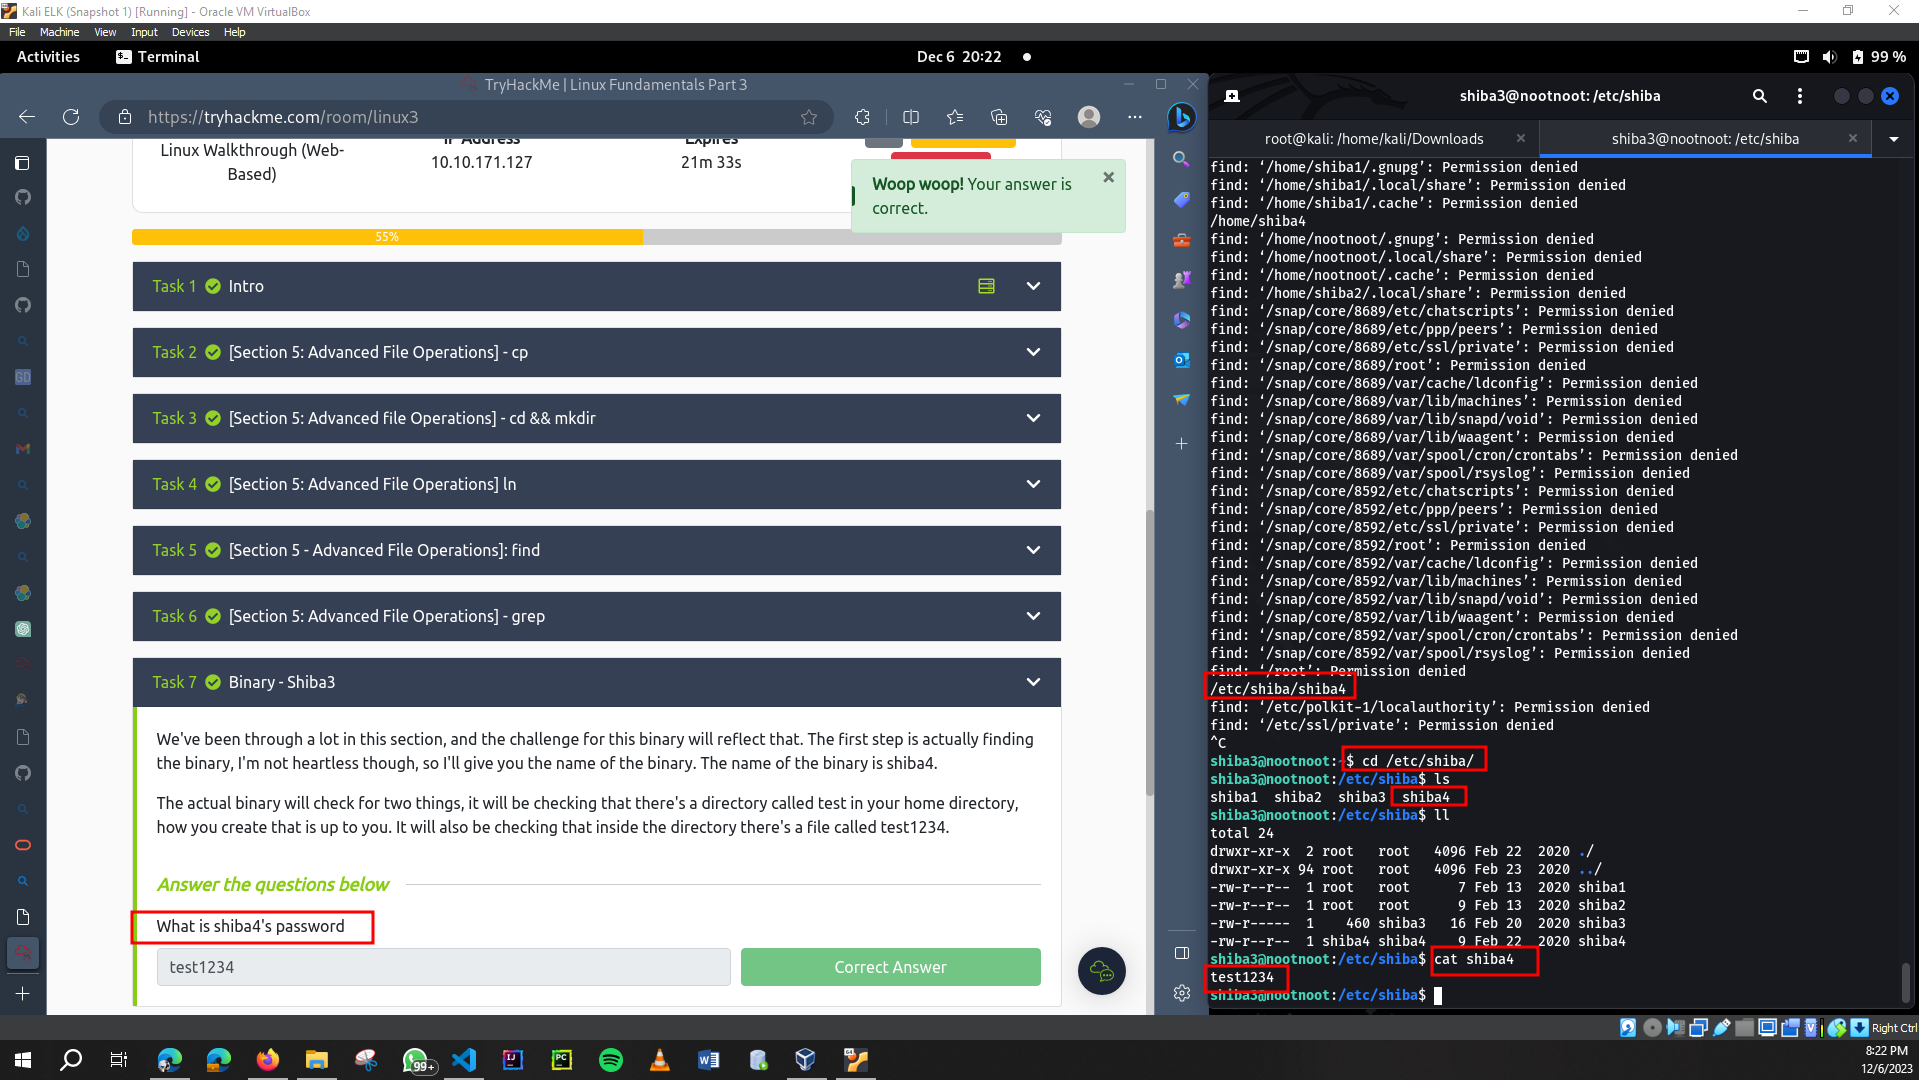 Kali ELK (Snapshot 1) [Running] - Oracle VM VirtualBox
File Machine View Input Devices Help
Activities
Terminal
Dec 6 20:22
99 %
TryHackMe | Linux Fundamentals Part 3
https://tryhackme.com/room/linux3
IP Address
Expires
Linux Walkthrough (Web-Based)
10.10.171.127
21m 33s
Woop woop! Your answer is correct.
55%
Task 1 Intro
Task 2 [Section 5: Advanced File Operations] - cp
Task 3 [Section 5: Advanced file Operations] - cd && mkdir
Task 4 [Section 5: Advanced File Operations] ln
Task 5 [Section 5 - Advanced File Operations]: find
Task 6 [Section 5: Advanced File Operations] - grep
Task 7 Binary - Shiba3
We've been through a lot in this section, and the challenge for this binary will reflect that. The first step is actually finding
the binary, I'm not heartless though, so I'll give you the name of the binary. The name of the binary is shiba4.
The actual binary will check for two things, it will be checking that there's a directory called test in your home directory,
how you create that is up to you. It will also be checking that inside the directory there's a file called test1234.
Answer the questions below
What is shiba4's password
test1234
Correct Answer
GD
shiba3@nootnoot: /etc/shiba
root@kali: /home/kali/Downloads
shiba3@nootnoot: /etc/shiba
find: ‘/home/shiba1/.gnupg’: Permission denied
find: ‘/home/shiba1/.local/share’: Permission denied
find: ‘/home/shiba1/.cache’: Permission denied
/home/shiba4
find: ‘/home/nootnoot/.gnupg’: Permission denied
find: ‘/home/nootnoot/.local/share’: Permission denied
find: ‘/home/nootnoot/.cache’: Permission denied
find: ‘/home/shiba2/.local/share’: Permission denied
find: ‘/snap/core/8689/etc/chatscripts’: Permission denied
find: ‘/snap/core/8689/etc/ppp/peers’: Permission denied
find: ‘/snap/core/8689/etc/ssl/private’: Permission denied
find: ‘/snap/core/8689/root’: Permission denied
find: ‘/snap/core/8689/var/cache/ldconfig’: Permission denied
find: ‘/snap/core/8689/var/lib/machines’: Permission denied
find: ‘/snap/core/8689/var/lib/snapd/void’: Permission denied
find: ‘/snap/core/8689/var/lib/waagent’: Permission denied
find: ‘/snap/core/8689/var/spool/cron/crontabs’: Permission denied
find: ‘/snap/core/8689/var/spool/rsyslog’: Permission denied
find: ‘/snap/core/8592/etc/chatscripts’: Permission denied
find: ‘/snap/core/8592/etc/ppp/peers’: Permission denied
find: ‘/snap/core/8592/etc/ssl/private’: Permission denied
find: ‘/snap/core/8592/root’: Permission denied
find: ‘/snap/core/8592/var/cache/ldconfig’: Permission denied
find: ‘/snap/core/8592/var/lib/machines’: Permission denied
find: ‘/snap/core/8592/var/lib/snapd/void’: Permission denied
find: ‘/snap/core/8592/var/lib/waagent’: Permission denied
find: ‘/snap/core/8592/var/spool/cron/crontabs’: Permission denied
find: ‘/snap/core/8592/var/spool/rsyslog’: Permission denied
find: ‘/root’: Permission denied
/etc/shiba/shiba4
find: ‘/etc/polkit-1/localauthority’: Permission denied
find: ‘/etc/ssl/private’: Permission denied
^C
shiba3@nootnoot:~$ cd /etc/shiba/
shiba3@nootnoot:/etc/shiba$ ls
shiba1 shiba2 shiba3 shiba4
shiba3@nootnoot:/etc/shiba$ ll
total 24
drwxr-xr-x 2 root root 4096 Feb 22 2020 ./
drwxr-xr-x 94 root root 4096 Feb 23 2020 ../
-rw-r--r-- 1 root root 7 Feb 13 2020 shiba1
-rw-r--r-- 1 root root 9 Feb 13 2020 shiba2
-rw-r----- 1 460 shiba3 16 Feb 20 2020 shiba3
-rw-r--r-- 1 shiba4 shiba4 9 Feb 22 2020 shiba4
shiba3@nootnoot:/etc/shiba$ cat shiba4
test1234
shiba3@nootnoot:/etc/shiba$
Right Ctrl
99+
8:22 PM
12/6/2023